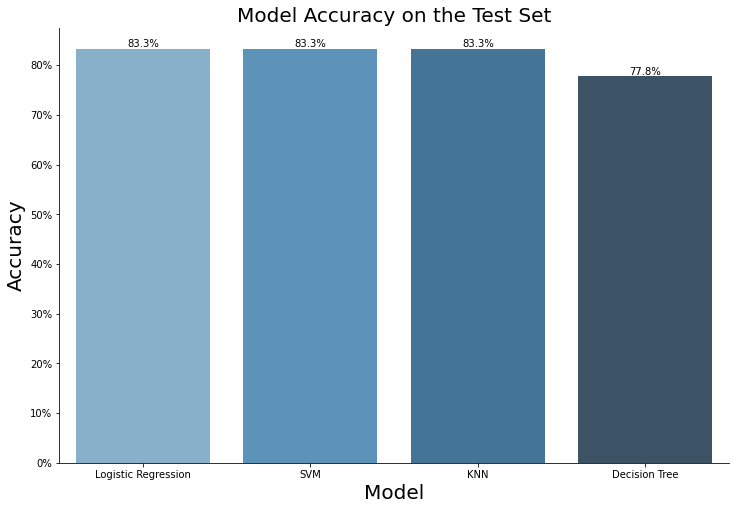 Model Accuracy on the Test Set
83.3%
83.3%
83.3%
77.8%
80%
70%
60%
50%
40%
30%
20%
10%
0%
Accuracy
Logistic Regression
SVM
KNN
Decision Tree
Model